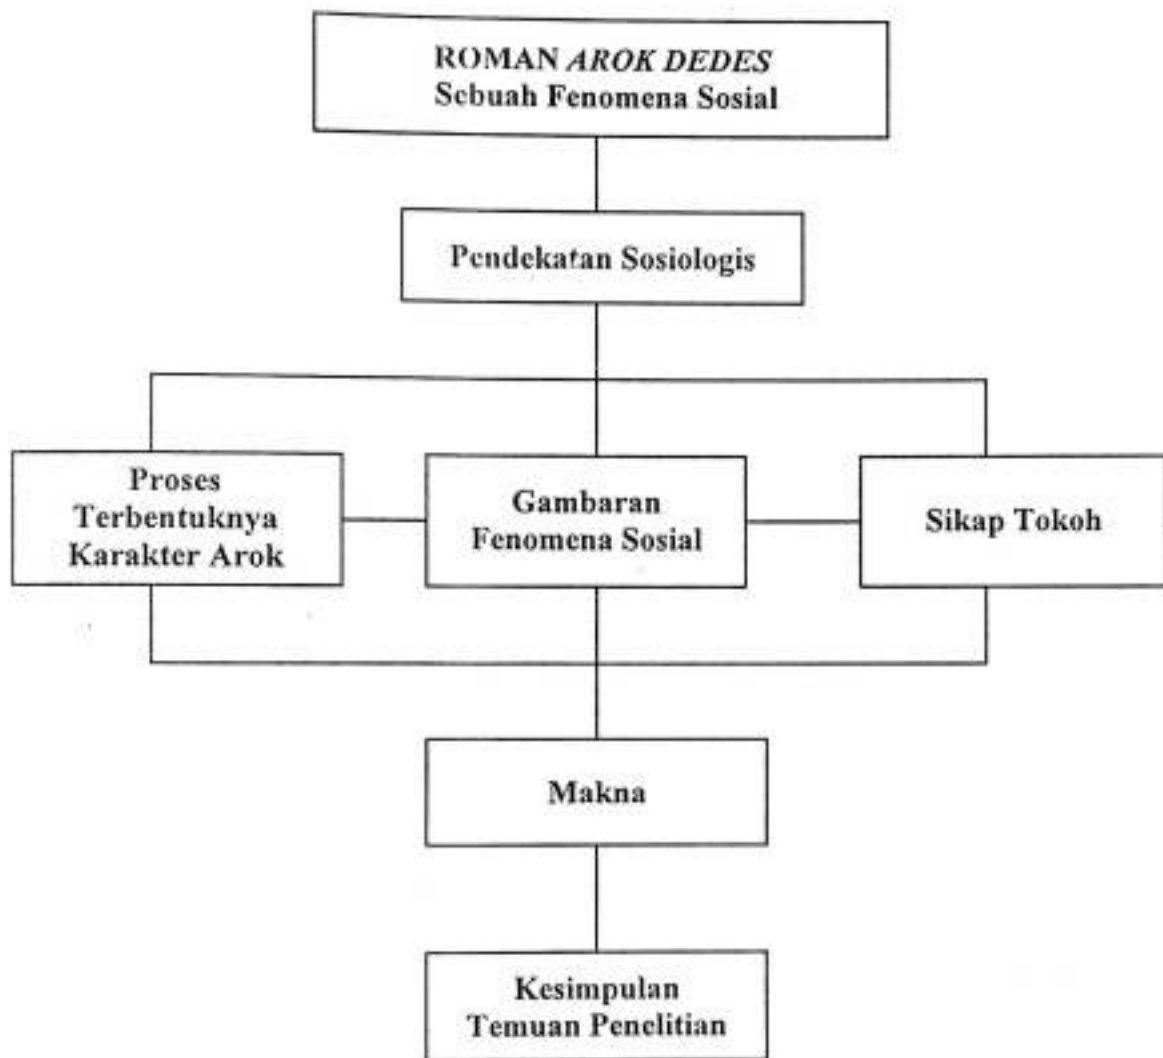 ROMAN AROK DEDES
Sebuah Fenomena Sosial
Pendekatan Sosiologis
Proses
Terbentuknya
Karakter Arok
Gambaran
Fenomena Sosial
Sikap Tokoh
Makna
Kesimpulan
Temuan Penelitian